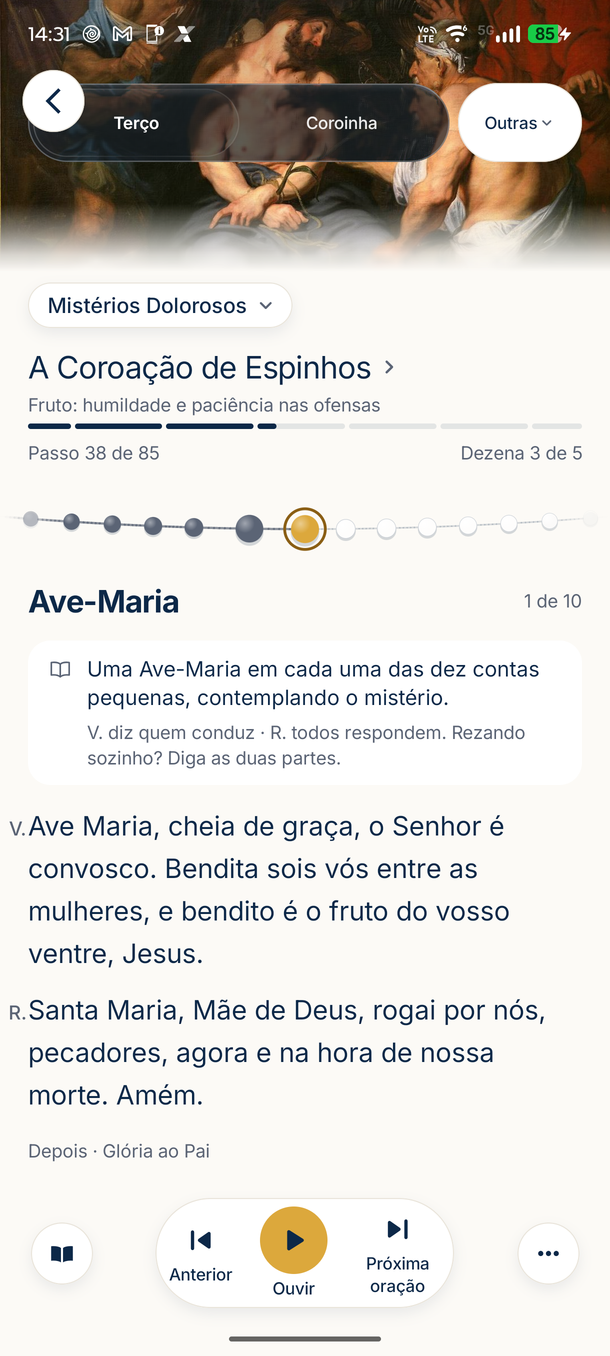 14:31
Vo
LTE
6
5G
85
Terço
Coroinha
Outras
Mistérios Dolorosos
A Coroação de Espinhos
Fruto: humildade e paciência nas ofensas
Passo 38 de 85
Dezena 3 de 5
Ave-Maria
1 de 10
Uma Ave-Maria em cada uma das dez contas
pequenas, contemplando o mistério.
V. diz quem conduz · R. todos respondem. Rezando
sozinho? Diga as duas partes.
V. Ave Maria, cheia de graça, o Senhor é
convosco. Bendita sois vós entre as
mulheres, e bendito é o fruto do vosso
ventre, Jesus.
R. Santa Maria, Mãe de Deus, rogai por nós,
pecadores, agora e na hora de nossa
morte. Amém.
Depois · Glória ao Pai
Anterior
Ouvir
Próxima
oração